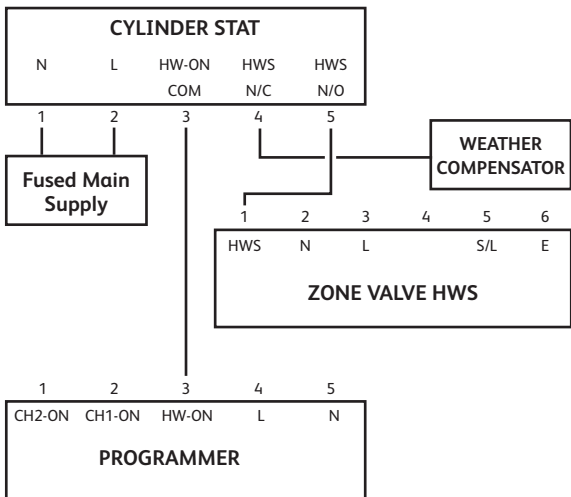 CYLINDER STAT
N L HW-ON HWS HWS
COM N/C N/O
1 2 3 4 5
Fused Main
Supply
WEATHER
COMPENSATOR
1 2 3 4 5 6
HWS N L S/L E
ZONE VALVE HWS
1 2 3 4 5
CH2-ON CH1-ON HW-ON L N
PROGRAMMER